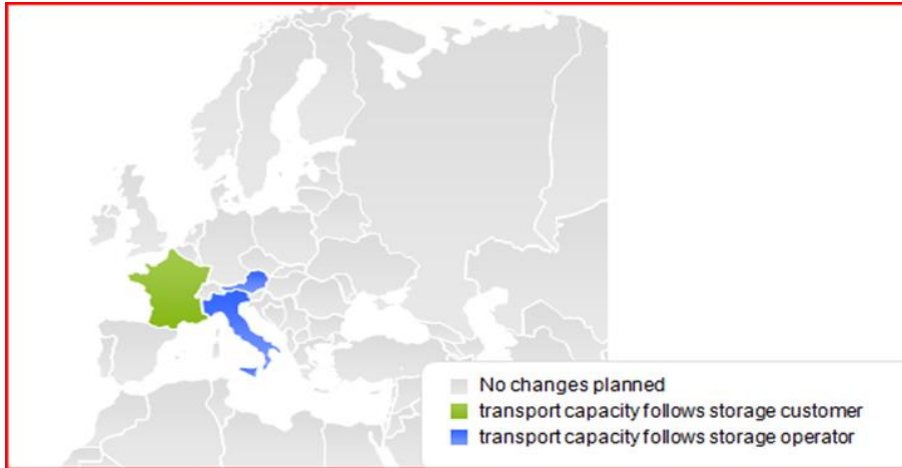 No changes planned
transport capacity follows storage customer
transport capacity follows storage operator